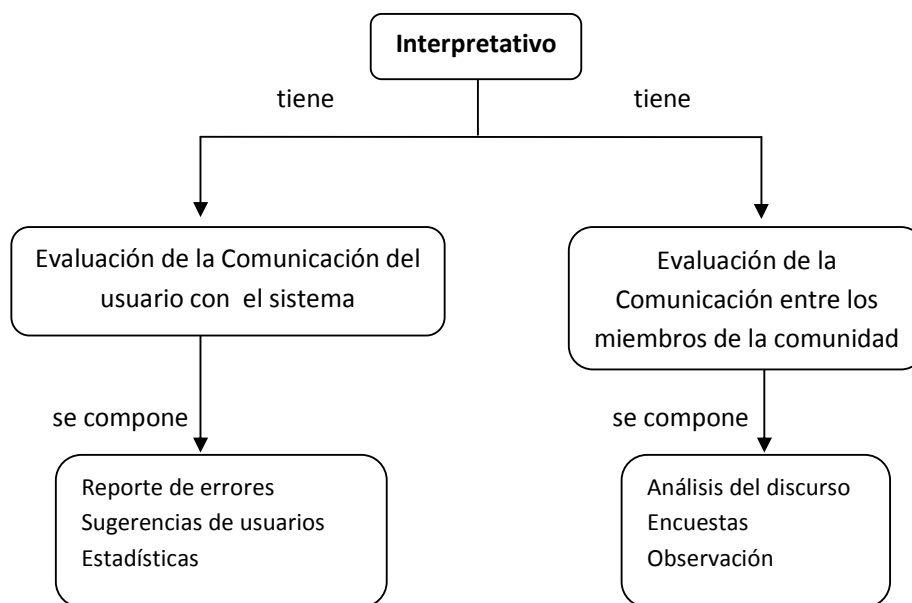 Interpretativo
tiene
tiene
Evaluación de la Comunicación del
usuario con el sistema
Evaluación de la
Comunicación entre los
miembros de la comunidad
se compone
se compone
Reporte de errores
Sugerencias de usuarios
Estadísticas
Análisis del discurso
Encuestas
Observación